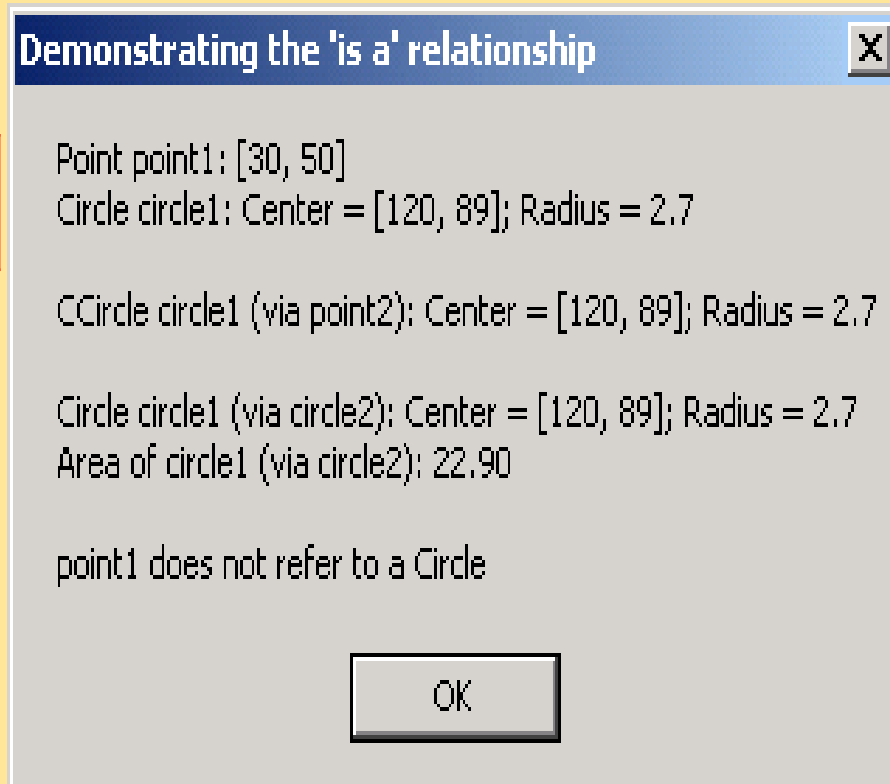 Demonstrating the 'is a' relationship
X
Point point1: [30, 50]
Circle circle1: Center = [120, 89]; Radius = 2.7
CCircle circle1 (via point2): Center = [120, 89]; Radius = 2.7
Circle circle1 (via circle2): Center = [120, 89]; Radius = 2.7
Area of circle1 (via circle2): 22.90
point1 does not refer to a Circle
OK